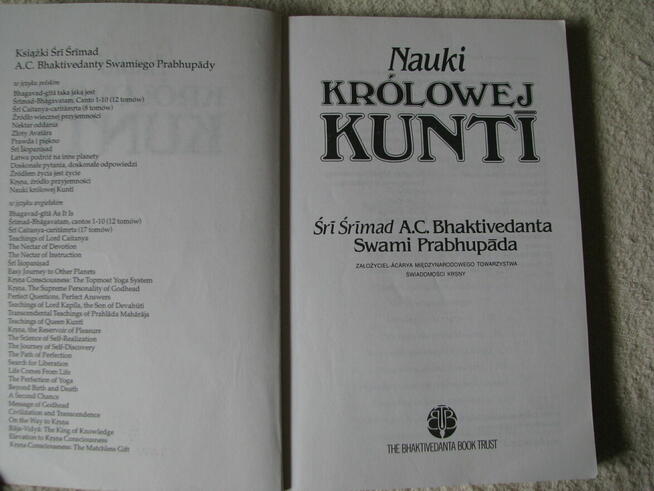 Książki Śrī Śrīmad
A.C. Bhaktivedanty Swamiego Prabhupādy
w języku polskim
Bhagavad-gītā taka jaką jest
Śrīmad-Bhāgavatam, Canto 1-10 (12 tomów)
Śrī Caitanya-caritāmṛta (8 tomów)
Źródło wiecznej przyjemności
Nektar oddania
Złoty Avatāra
Prawda i piękno
Śrī Īśopaniṣad
Łatwa podróż na inne planety
Doskonałe pytania, doskonałe odpowiedzi
Źródłem życia jest życie
Kṛṣṇa, źródło przyjemności
Nauki królowej Kuntī
w języku angielskim
Bhagavad-gītā As It Is
Śrīmad-Bhāgavatam, cantos 1-10 (12 tomów)
Śrī Caitanya-caritāmṛta (17 tomów)
Teachings of Lord Caitanya
The Nectar of Devotion
The Nectar of Instruction
Śrī Īśopaniṣad
Easy Journey to Other Planets
Kṛṣṇa Consciousness: The Topmost Yoga System
Kṛṣṇa, The Supreme Personality of Godhead
Perfect Questions, Perfect Answers
Teachings of Lord Kapila, the Son of Devahūti
Transcendental Teachings of Prahlāda Mahārāja
Teachings of Queen Kuntī
Kṛṣṇa, the Reservoir of Pleasure
The Science of Self-Realization
The Journey of Self-Discovery
The Path of Perfection
Search for Liberation
Life Comes From Life
The Perfection of Yoga
Beyond Birth and Death
A Second Chance
Message of Godhead
Civilization and Transcendence
On the Way to Kṛṣṇa
Rāja-Vidyā: The King of Knowledge
Elevation to Kṛṣṇa Consciousness
Kṛṣṇa Consciousness: The Matchless Gift
Nauki
KRÓLOWEJ
KUNTĪ
Śrī Śrīmad A.C. Bhaktivedanta
Swami Prabhupāda
ZAŁOŻYCIEL-ĀCĀRYA MIĘDZYNARODOWEGO TOWARZYSTWA
ŚWIADOMOŚCI KRSNY
BBT
THE BHAKTIVEDANTA BOOK TRUST